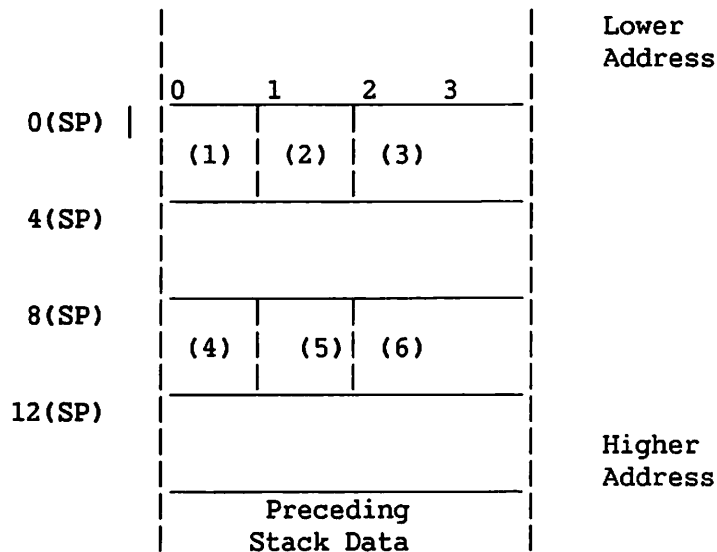 Lower
Address
0 1 2 3
0(SP)
(1) (2) (3)
4(SP)
8(SP)
(4) (5) (6)
12(SP)
Higher
Address
Preceding
Stack Data